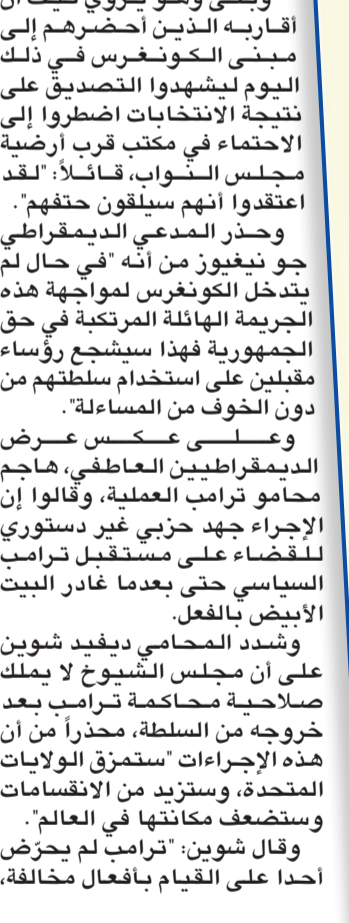 أقاربه الذين أحضرهم إلى
مبنى الكونغرس في ذلك
اليوم ليشهدوا التصديق على
نتيجة الانتخابات اضطروا إلى
الاحتماء في مكتب قرب أرضية
مجلس النواب، قائلاً: "لقد
اعتقدوا أنهم سيلقون حتفهم".
وحذر المدعي الديمقراطي
جو نيغيوز من أنه "في حال لم
يتدخل الكونغرس لمواجهة هذه
الجريمة الهائلة المرتكبة في حق
الجمهورية فهذا سيشجع رؤساء
مقبلين على استخدام سلطتهم من
دون الخوف من المساءلة".
وعلى عكس عرض
الديمقراطيين العاطفي، هاجم
محامو ترامب العملية، وقالوا إن
الإجراء جهد حزبي غير دستوري
للقضاء على مستقبل ترامب
السياسي حتى بعدما غادر البيت
الأبيض بالفعل.
وشدد المحامي ديفيد شوين
على أن مجلس الشيوخ لا يملك
صلاحية محاكمة ترامب بعد
خروجه من السلطة، محذراً من أن
هذه الإجراءات "ستمزق الولايات
المتحدة، وستزيد من الانقسامات
وستضعف مكانتها في العالم".
وقال شوين: "ترامب لم يحرّض
أحدا على القيام بأفعال مخالفة،